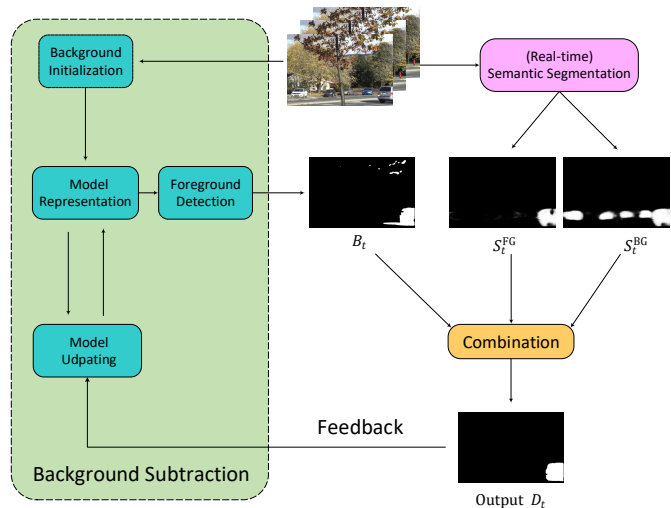 Background
Initialization
(Real-time)
Semantic Segmentation
Model
Representation
Foreground
Detection
B_t
S_t^FG
S_t^BG
Model
Udpating
Combination
Feedback
Background Subtraction
Output D_t